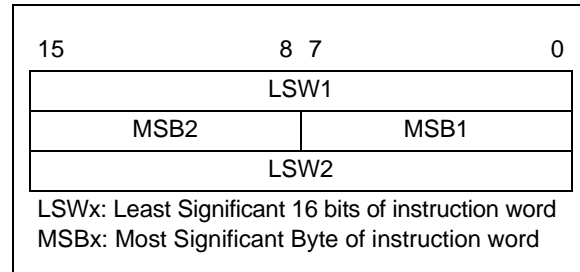 15 8 7 0
LSW1
MSB2 MSB1
LSW2
LSWx: Least Significant 16 bits of instruction word
MSBx: Most Significant Byte of instruction word